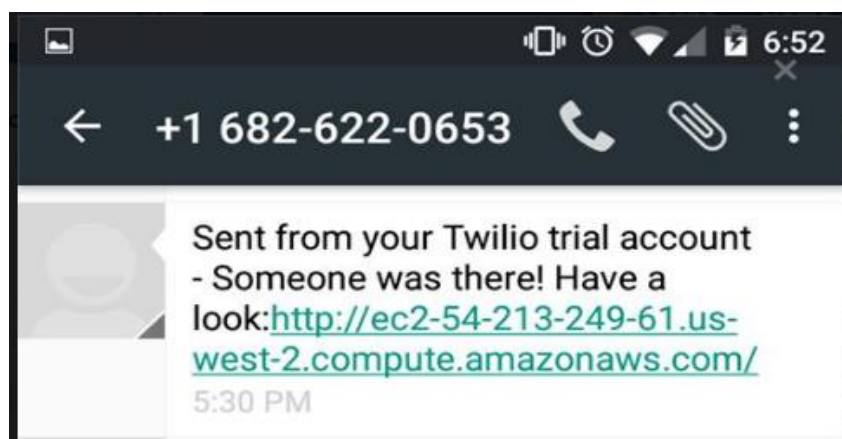 6:52
+1 682-622-0653
Sent from your Twilio trial account
- Someone was there! Have a
look:http://ec2-54-213-249-61.us-
west-2.compute.amazonaws.com/
5:30 PM